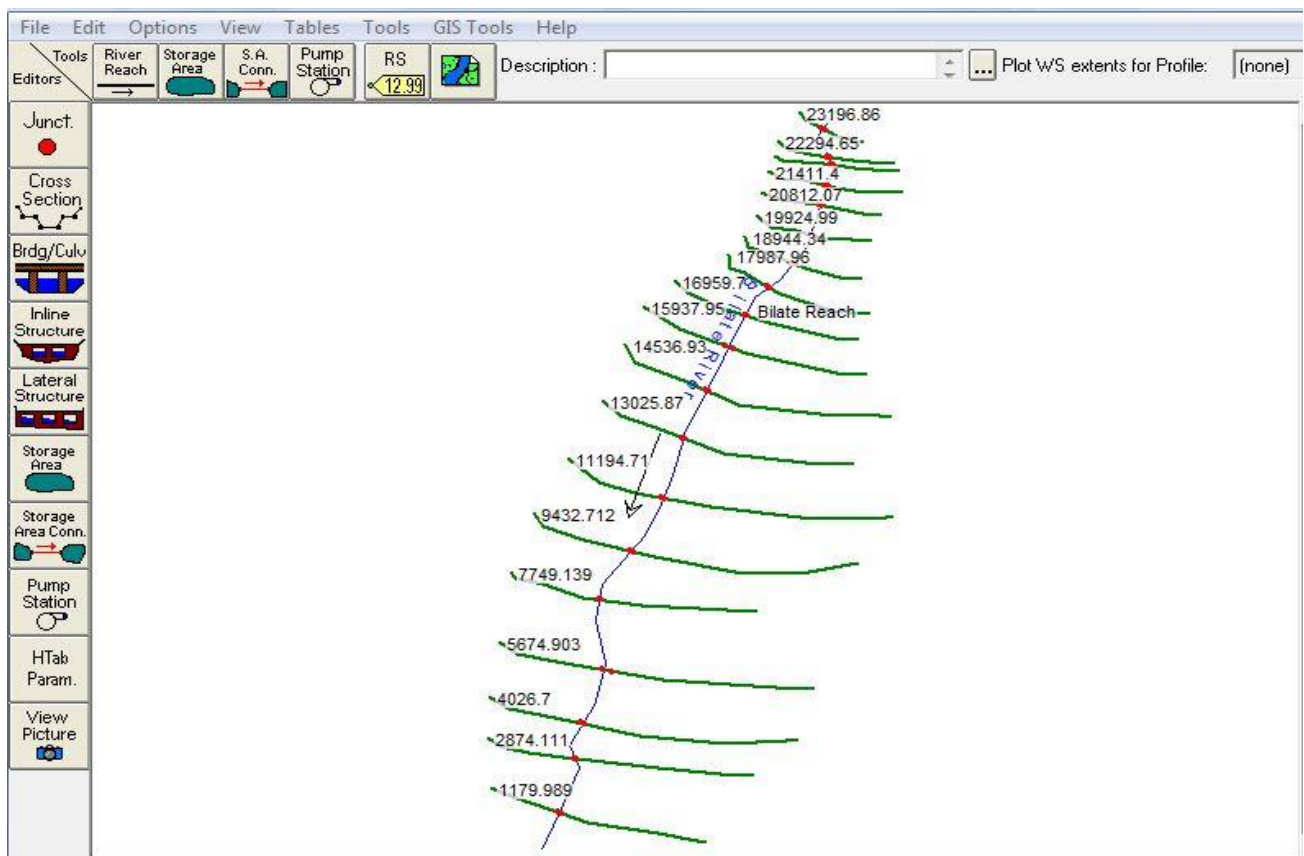 File Edit Options View Tables Tools GIS Tools Help
Tools
Editors
River
Reach
Storage
Area
S.A.
Conn.
Pump
Station
RS
12.99
Description :
...
Plot WS extents for Profile:
(none)
Junct.
Cross
Section
Brdg/Culv
Inline
Structure
Lateral
Structure
Storage
Area
Storage
Area Conn.
Pump
Station
HTab
Param.
View
Picture
23196.86
22294.65*
21411.4
20812.07
19924.99
18944.34
17987.96
16959.7
15937.95
Bilate Reach
Bilate River
14536.93
13025.87
11194.71
9432.712
7749.139
5674.903
4026.7
2874.111
1179.989